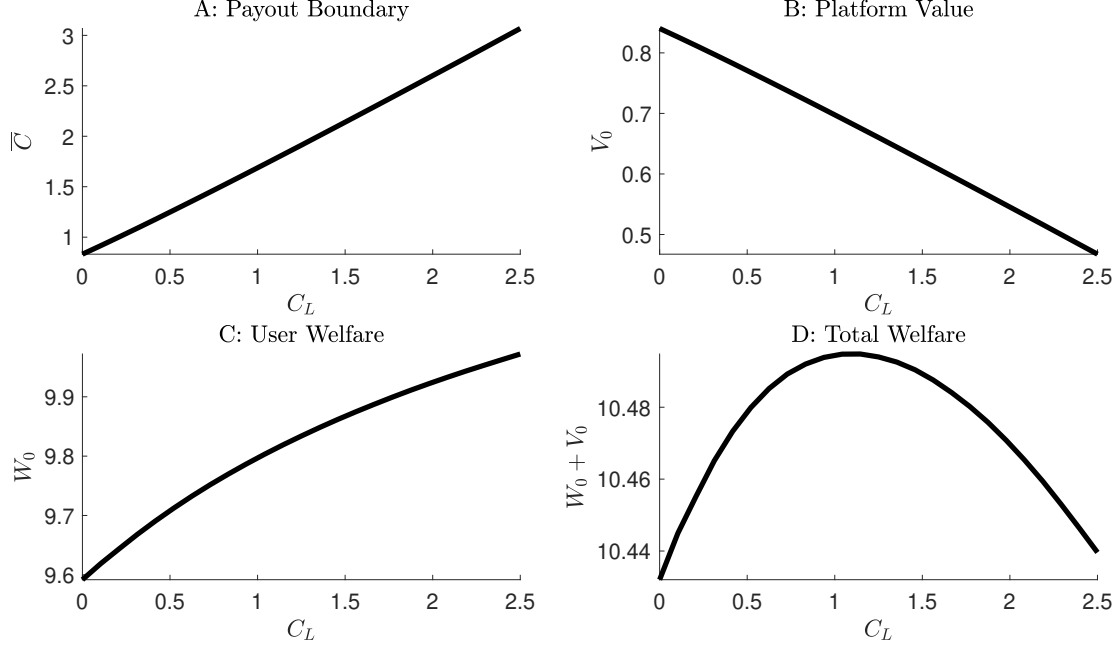 A: Payout Boundary
3
2.5
2
1.5
1
C̅
0 0.5 1 1.5 2 2.5
C_L
B: Platform Value
0.8
0.7
0.6
0.5
V_0
0 0.5 1 1.5 2 2.5
C_L
C: User Welfare
9.9
9.8
9.7
9.6
W_0
0 0.5 1 1.5 2 2.5
C_L
D: Total Welfare
10.48
10.46
10.44
W_0 + V_0
0 0.5 1 1.5 2 2.5
C_L